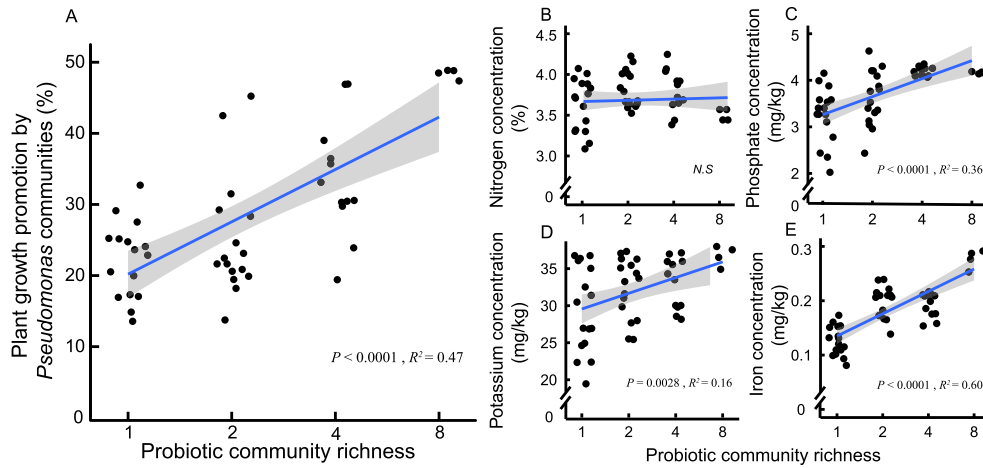 A
Plant growth promotion by
Pseudomonas communities (%)
50
40
30
20
10
0
1 2 4 8
Probiotic community richness
P < 0.0001 , R² = 0.47
B
Nitrogen concentration
(%)
4.5
4.0
3.5
3.0
0
1 2 4 8
N.S
C
Phosphate concentration
(mg/kg)
5
4
3
2
0
1 2 4 8
P < 0.0001 , R² = 0.36
D
Potassium concentration
(mg/kg)
35
30
25
20
0
1 2 4 8
P = 0.0028 , R² = 0.16
E
Iron concentration
(mg/kg)
0.3
0.2
0.1
0
1 2 4 8
P < 0.0001 , R² = 0.60
Probiotic community richness